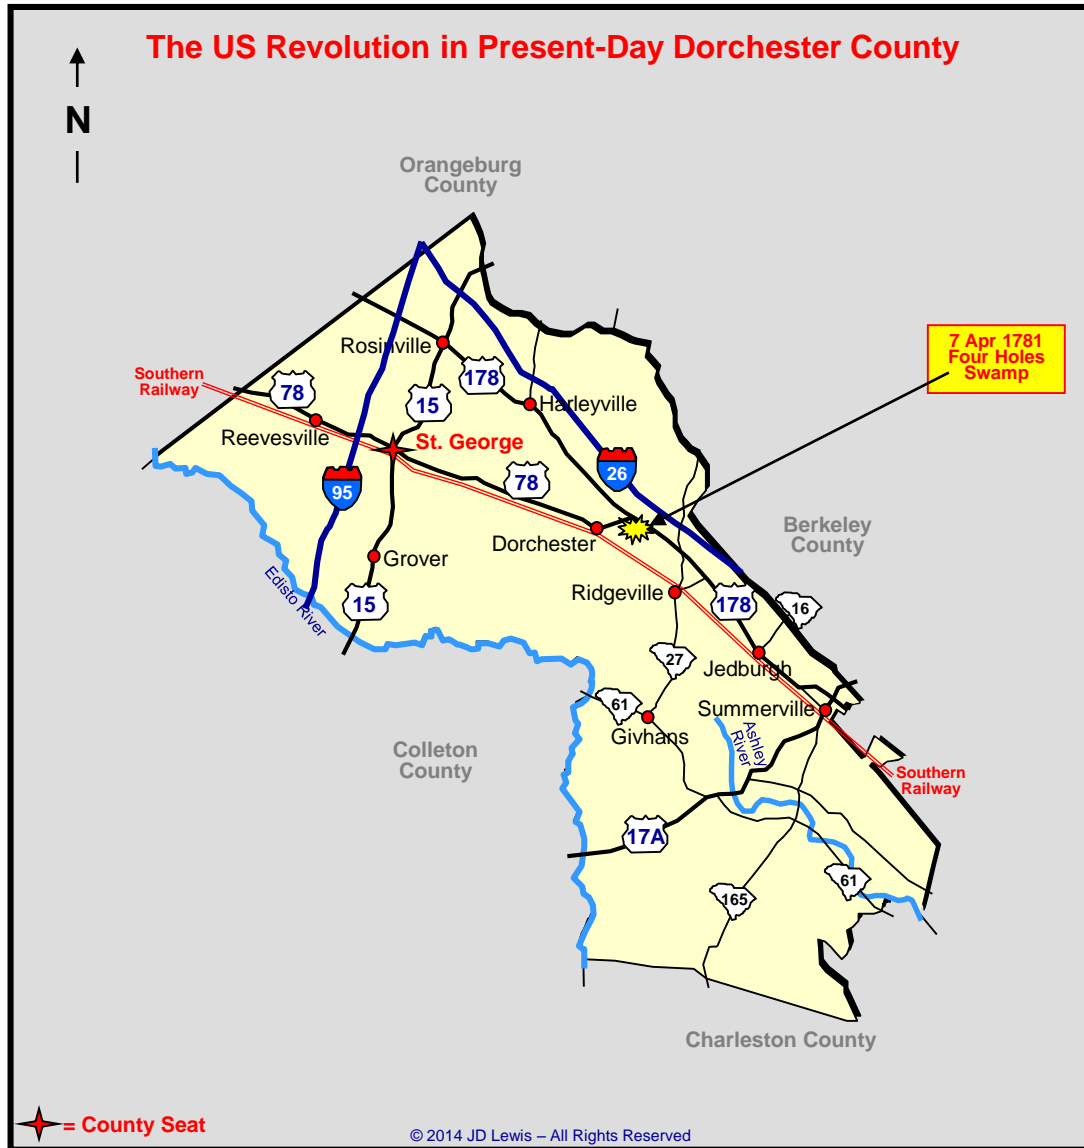 The US Revolution in Present-Day Dorchester County
N
Orangeburg
County
7 Apr 1781
Four Holes
Swamp
Rosinville
Southern
Railway
78
178
15
Harleyville
Reevesville
St. George
26
95
78
Berkeley
County
Dorchester
Grover
Edisto River
Ridgeville
15
178
16
27
Jedburgh
61
Summerville
Givhans
Ashley
River
Colleton
County
Southern
Railway
17A
61
165
Charleston County
= County Seat
© 2014 JD Lewis – All Rights Reserved